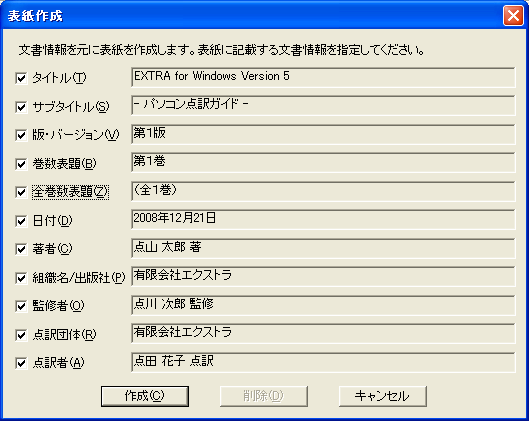 表紙作成
文書情報を元に表紙を作成します。表紙に記載する文書情報を指定してください。
タイトル(T) EXTRA for Windows Version 5
サブタイトル(S) - パソコン点訳ガイド -
版・バージョン(V) 第1版
巻数表題(B) 第1巻
全巻数表題(Z) (全1巻)
日付(D) 2008年12月21日
著者(C) 点山 太郎 著
組織名/出版社(P) 有限会社エクストラ
監修者(O) 点川 次郎 監修
点訳団体(R) 有限会社エクストラ
点訳者(A) 点田 花子 点訳
作成(C) 削除(D) キャンセル